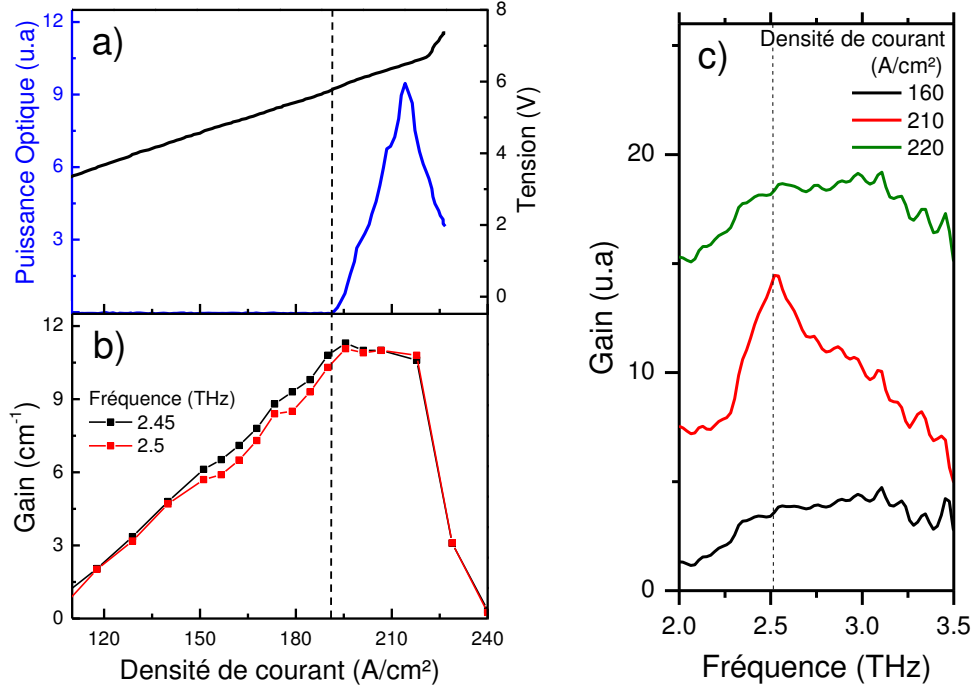 a)
Puissance Optique (u.a)
12
9
6
3
Tension (V)
8
6
4
2
0
b)
Gain (cm⁻¹)
12
9
6
3
0
Fréquence (THz)
2.45
2.5
120 150 180 210 240
Densité de courant (A/cm²)
c)
Densité de courant
(A/cm²)
160
210
220
Gain (u.a)
20
10
0
2.0 2.5 3.0 3.5
Fréquence (THz)